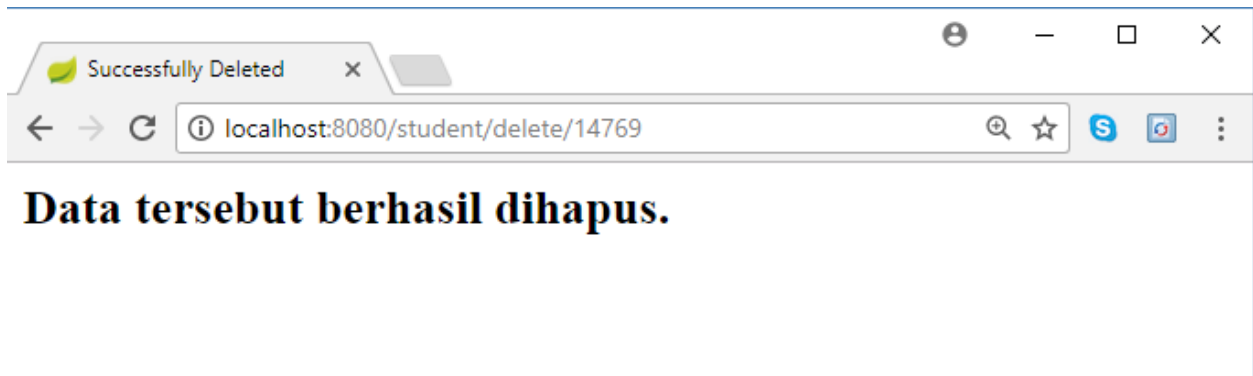 Successfully Deleted
localhost:8080/student/delete/14769
Data tersebut berhasil dihapus.